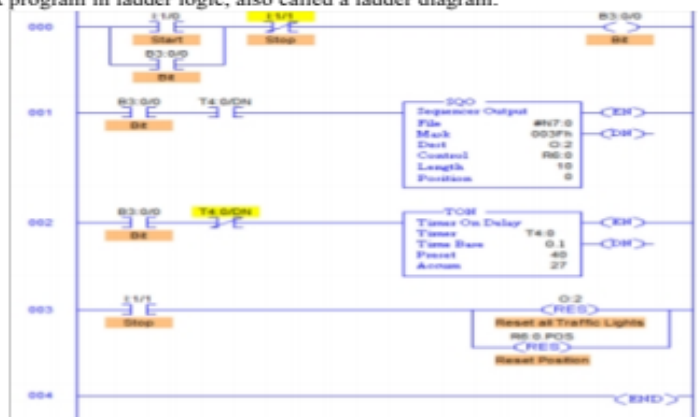 program in ladder logic, also called a ladder diagram.
000
I:1/0
Start
I:1/1
Stop
B3:0/0
Bit
B3:0/0
Bit
001
B3:0/0
Bit
T4:0/DN
SQO
Sequencer Output
File #N7:0
Mask 003Fh
Dest O:2
Control R6:0
Length 10
Position 0
(EN)
(DN)
002
B3:0/0
Bit
T4:0/DN
TON
Timer On Delay
Timer T4:0
Time Base 0.1
Preset 40
Accum 27
(EN)
(DN)
003
I:1/1
Stop
O:2
(RES)
Reset all Traffic Lights
R6:0.POS
(RES)
Reset Position
004
(END)